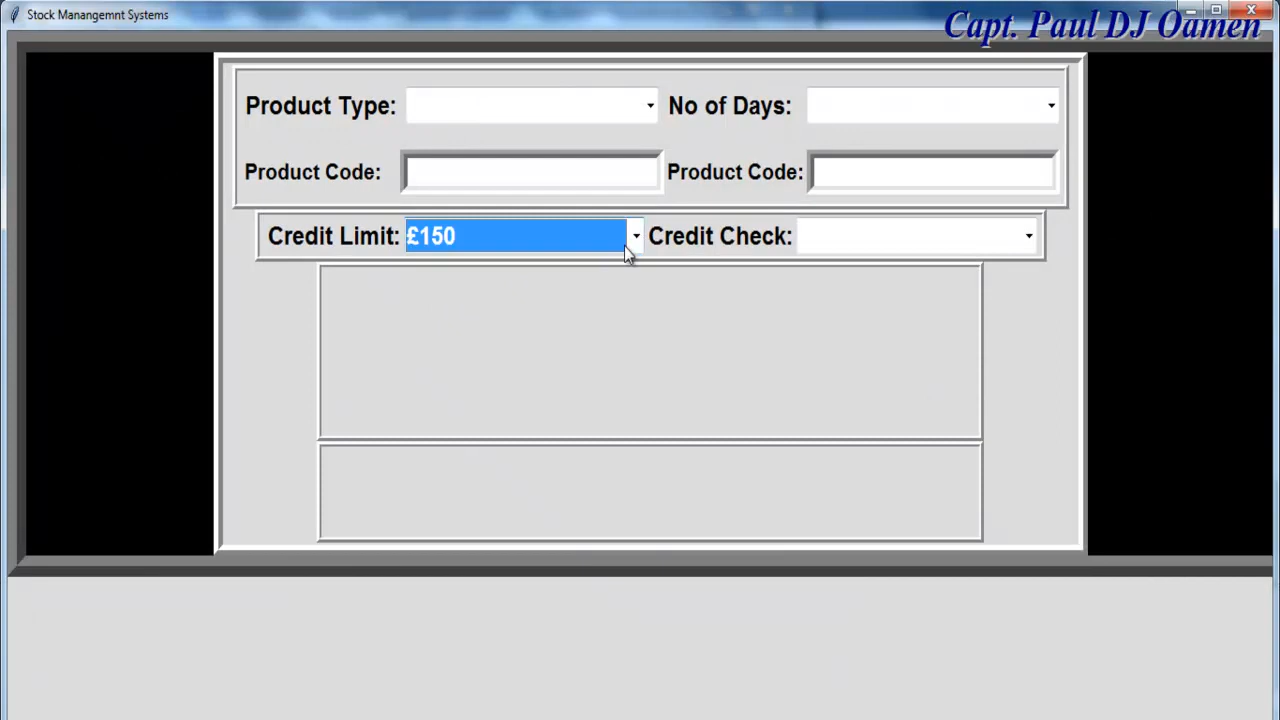 Stock Manangemnt Systems
Capt. Paul DJ Oamen
Product Type: No of Days:
Product Code: Product Code:
Credit Limit: £150 Credit Check: